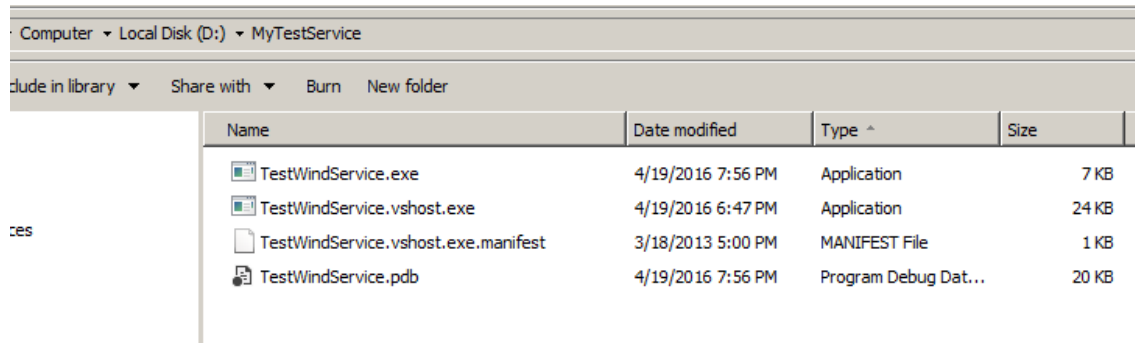 Computer Local Disk (D:) MyTestService
clude in library Share with Burn New folder
Name Date modified Type Size
TestWindService.exe 4/19/2016 7:56 PM Application 7 KB
TestWindService.vshost.exe 4/19/2016 6:47 PM Application 24 KB
ces
TestWindService.vshost.exe.manifest 3/18/2013 5:00 PM MANIFEST File 1 KB
TestWindService.pdb 4/19/2016 7:56 PM Program Debug Dat... 20 KB